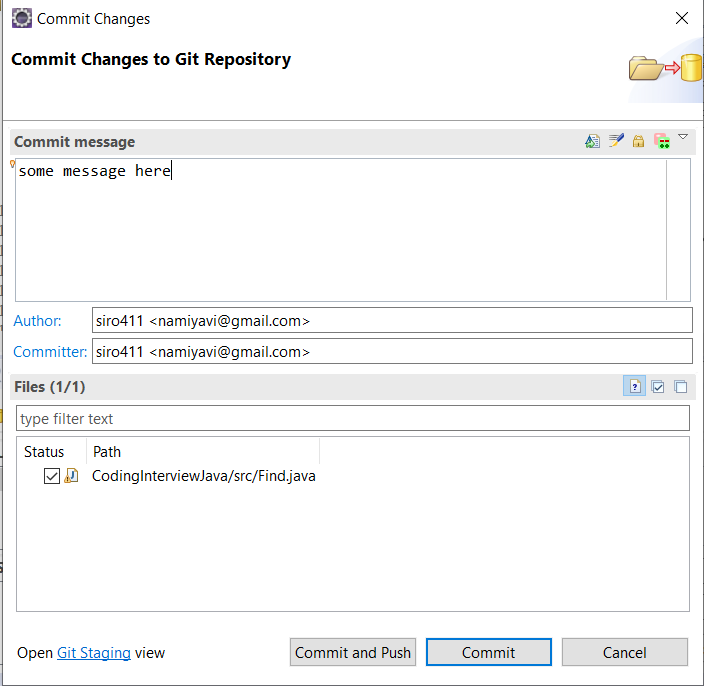 Commit Changes
Commit Changes to Git Repository
Commit message
some message here
Author: siro411 <namiyavi@gmail.com>
Committer: siro411 <namiyavi@gmail.com>
Files (1/1)
type filter text
Status Path
CodingInterviewJava/src/Find.java
Open Git Staging view Commit and Push Commit Cancel